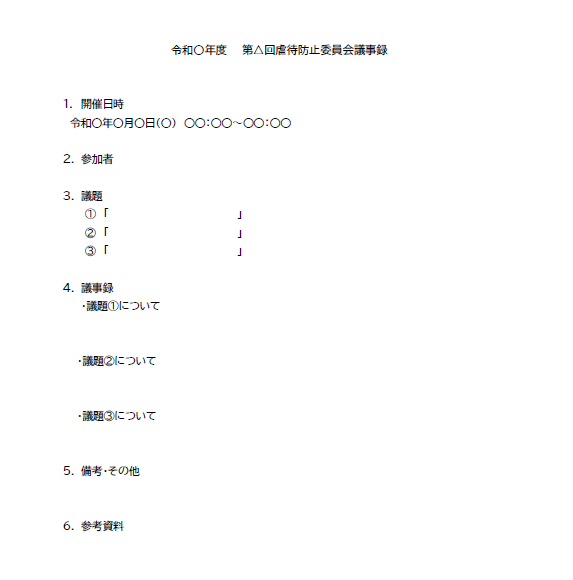 令和〇年度　第△回虐待防止委員会議事録
１．開催日時
令和〇年〇月〇日（〇）　〇〇：〇〇～〇〇：〇〇
２．参加者
３．議題
①「　　　　　　　　　　　　」
②「　　　　　　　　　　　　」
③「　　　　　　　　　　　　」
４．議事録
・議題①について
・議題②について
・議題③について
５．備考・その他
６．参考資料